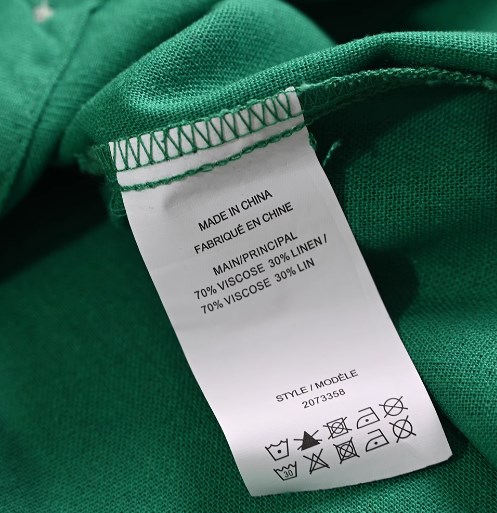 MADE IN CHINA
FABRIQUÉ EN CHINE
MAIN/PRINCIPAL
70% VISCOSE 30% LINEN /
70% VISCOSE 30% LIN
STYLE / MODÈLE
2073358
30